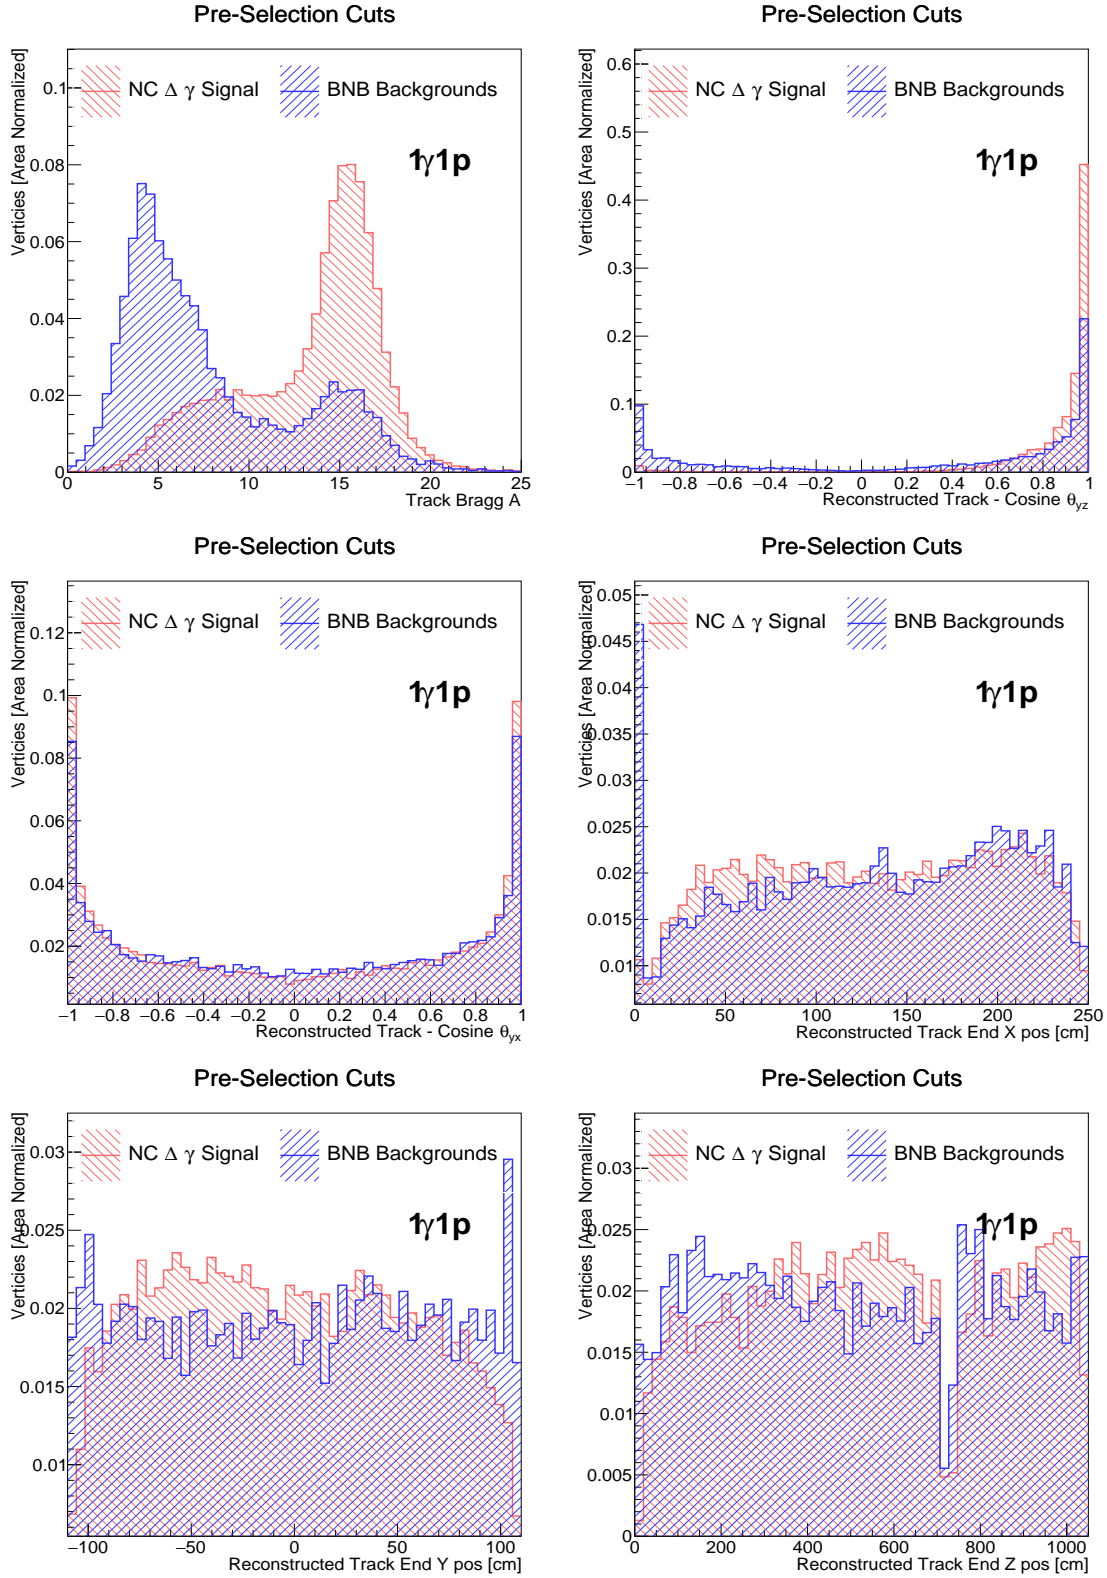 Pre-Selection Cuts
Verticies [Area Normalized]
NC Δ γ Signal
BNB Backgrounds
1γ1p
0.1
0.08
0.06
0.04
0.02
0
0 5 10 15 20 25
Track Bragg A
Pre-Selection Cuts
Verticies [Area Normalized]
NC Δ γ Signal
BNB Backgrounds
1γ1p
0.6
0.5
0.4
0.3
0.2
0.1
0
−1 −0.8 −0.6 −0.4 −0.2 0 0.2 0.4 0.6 0.8 1
Reconstructed Track - Cosine θyz
Pre-Selection Cuts
Verticies [Area Normalized]
NC Δ γ Signal
BNB Backgrounds
1γ1p
0.12
0.1
0.08
0.06
0.04
0.02
−1 −0.8 −0.6 −0.4 −0.2 0 0.2 0.4 0.6 0.8 1
Reconstructed Track - Cosine θyx
Pre-Selection Cuts
Verticies [Area Normalized]
NC Δ γ Signal
BNB Backgrounds
1γ1p
0.05
0.045
0.04
0.035
0.03
0.025
0.02
0.015
0.01
0 50 100 150 200 250
Reconstructed Track End X pos [cm]
Pre-Selection Cuts
Verticies [Area Normalized]
NC Δ γ Signal
BNB Backgrounds
1γ1p
0.03
0.025
0.02
0.015
0.01
−100 −50 0 50 100
Reconstructed Track End Y pos [cm]
Pre-Selection Cuts
Verticies [Area Normalized]
NC Δ γ Signal
BNB Backgrounds
1γ1p
0.03
0.025
0.02
0.015
0.01
0.005
0
0 200 400 600 800 1000
Reconstructed Track End Z pos [cm]